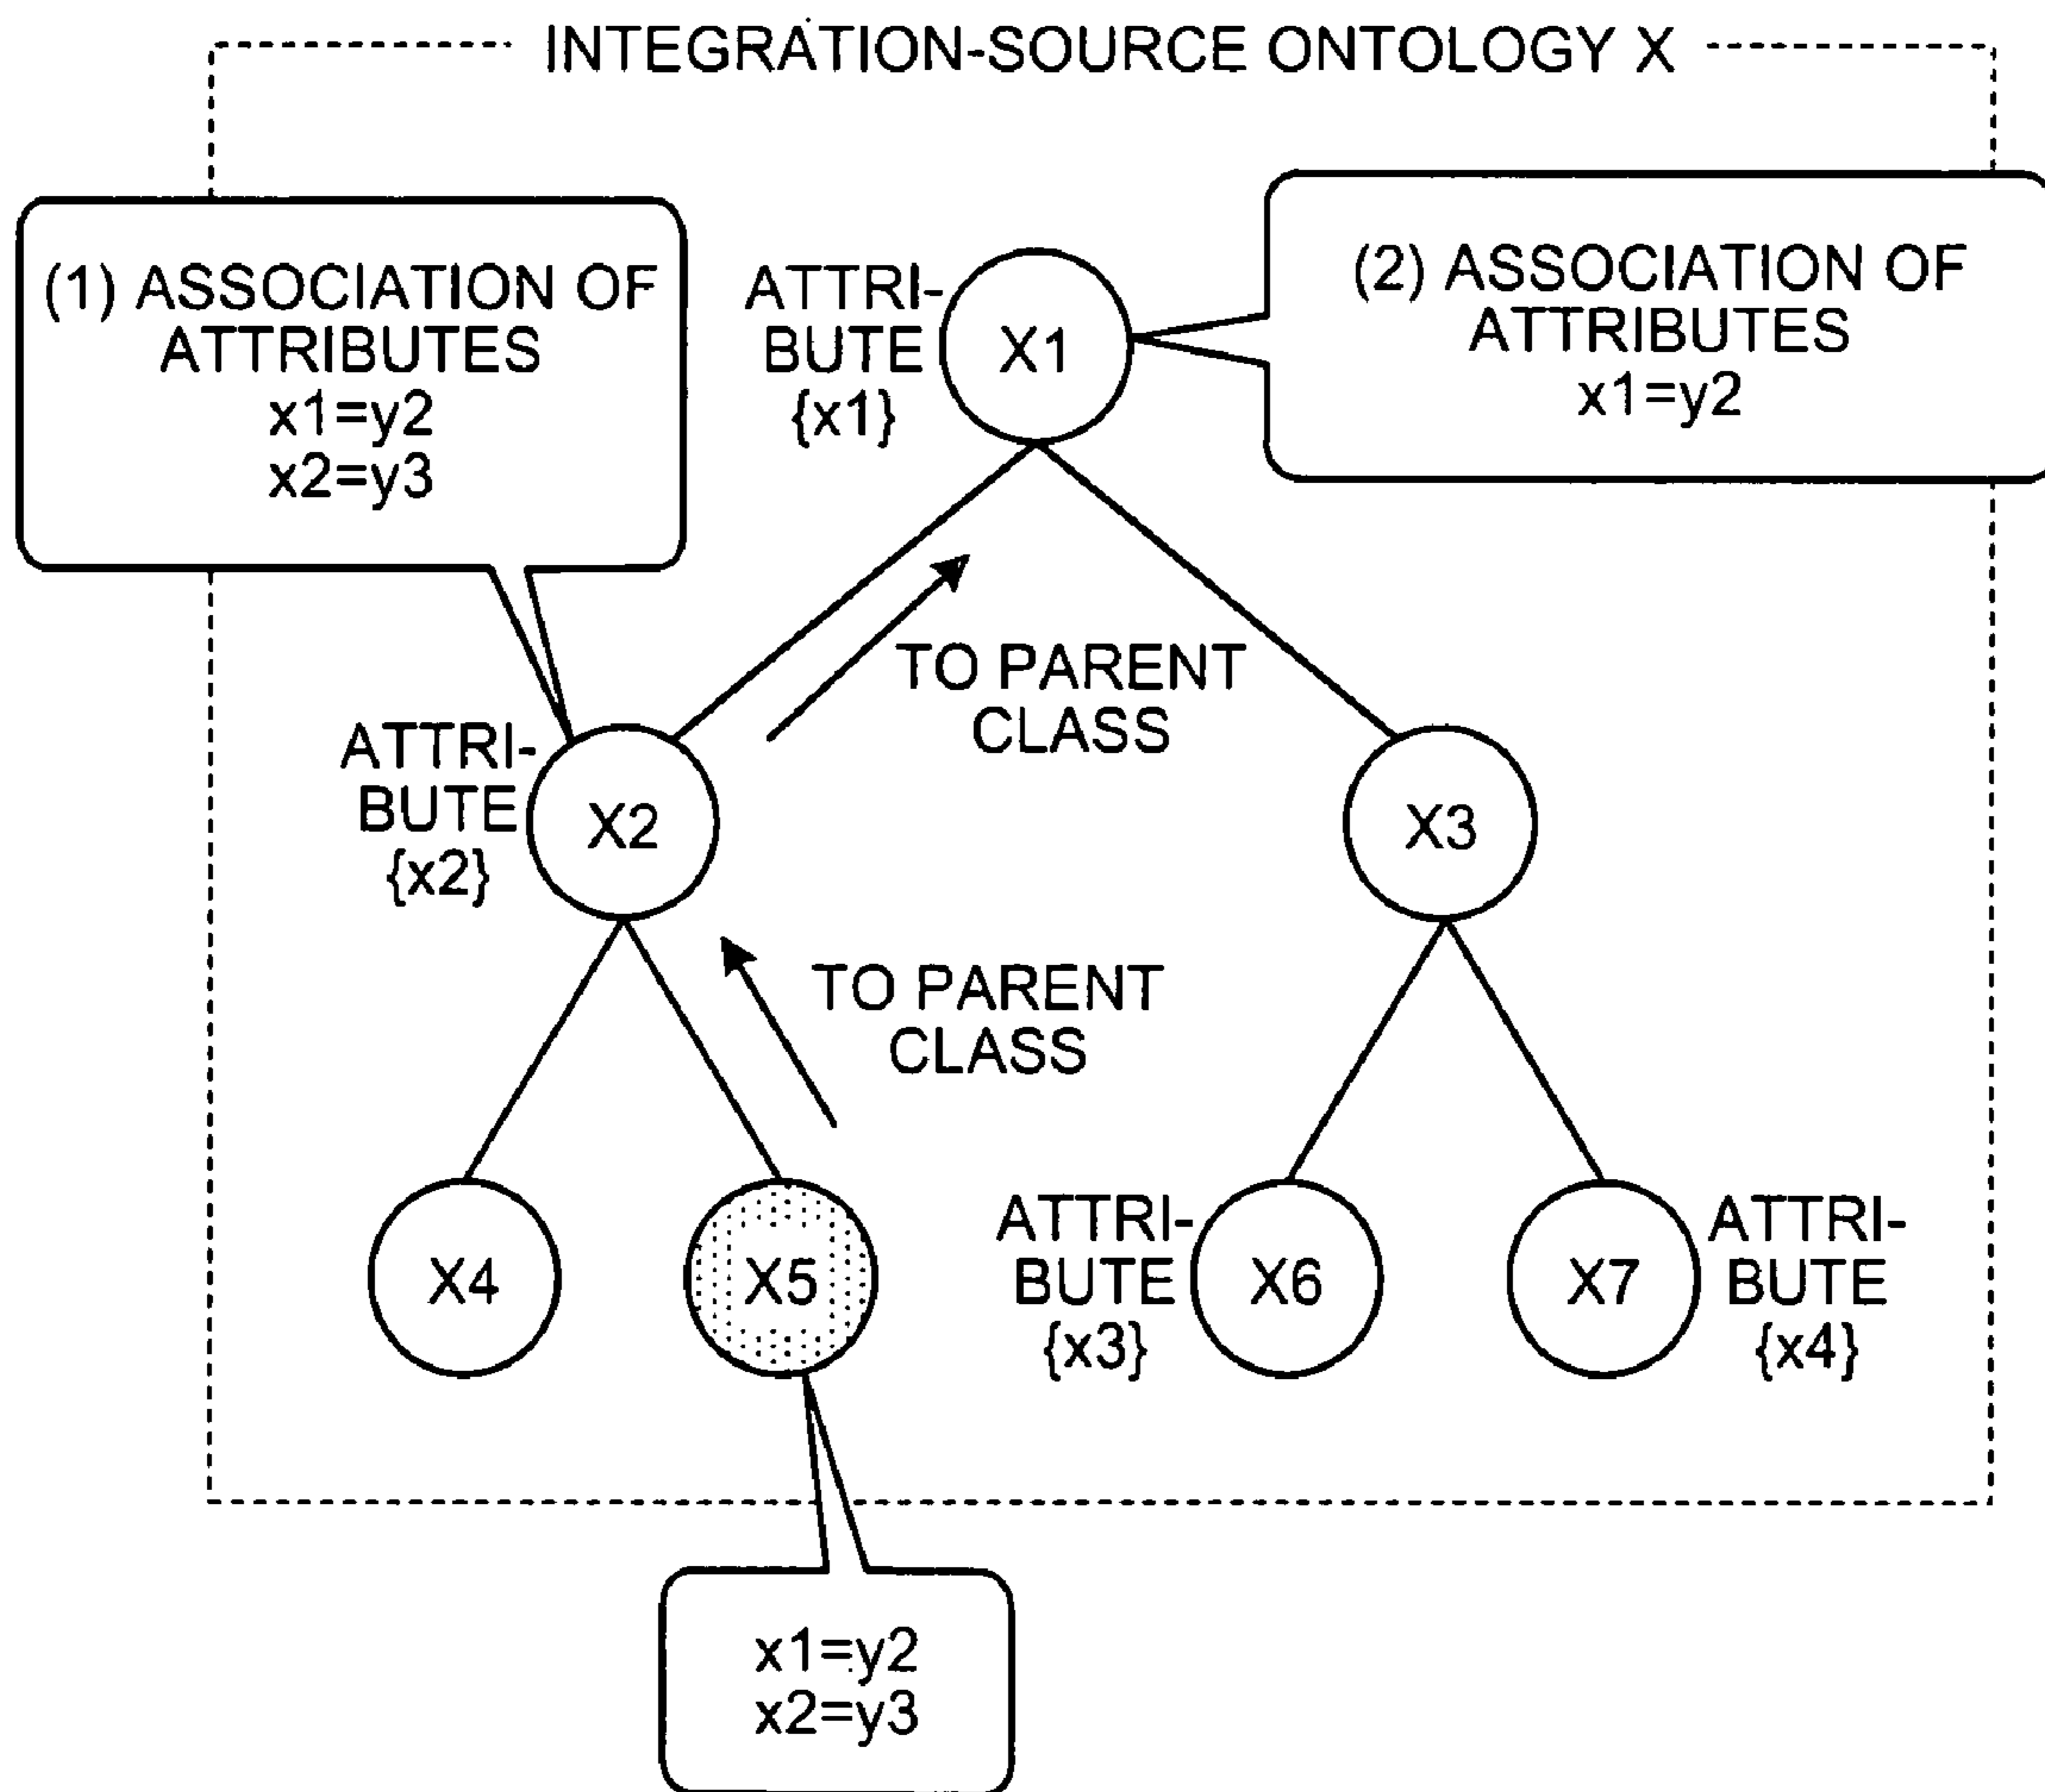 INTEGRATION-SOURCE ONTOLOGY X
(1) ASSOCIATION OF
ATTRIBUTES
x1=y2
x2=y3
ATTRI-
BUTE
{x1}
X1
(2) ASSOCIATION OF
ATTRIBUTES
x1=y2
TO PARENT
CLASS
ATTRI-
BUTE
{x2}
X2
X3
TO PARENT
CLASS
X4
X5
ATTRI-
BUTE
{x3}
X6
X7
ATTRI-
BUTE
{x4}
x1=y2
x2=y3